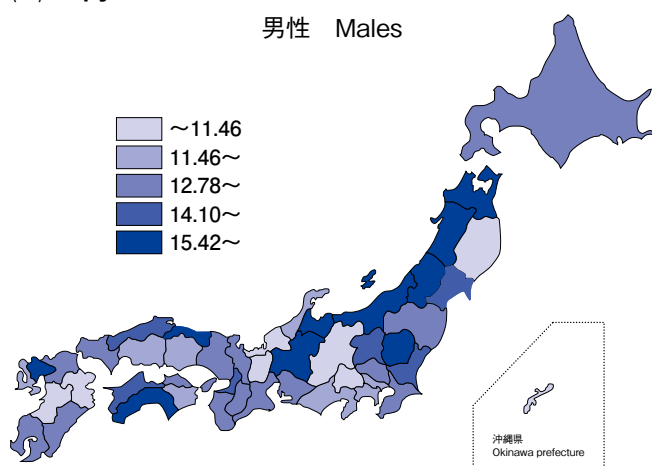 男性 Males
～11.46
11.46～
12.78～
14.10～
15.42～
沖縄県
Okinawa prefecture